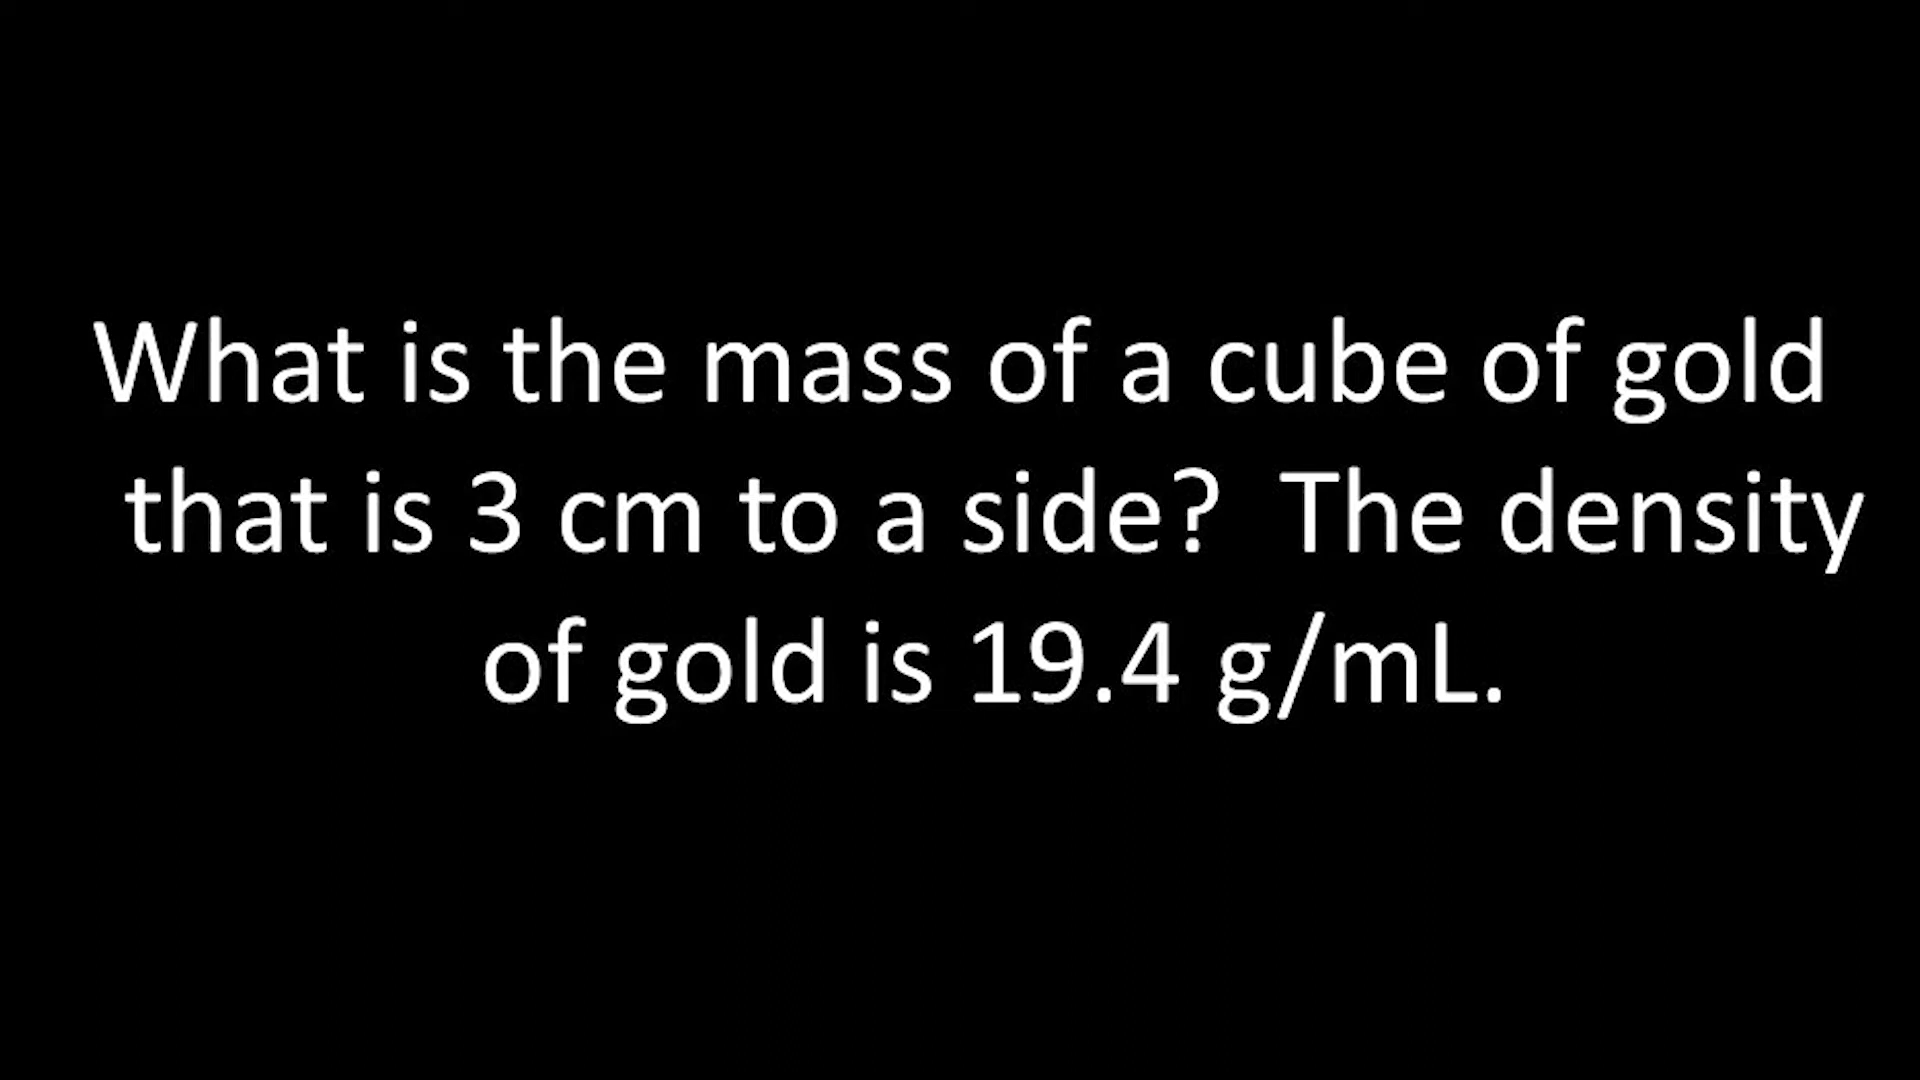 What is the mass of a cube of gold
that is 3 cm to a side?  The density
of gold is 19.4 g/mL.